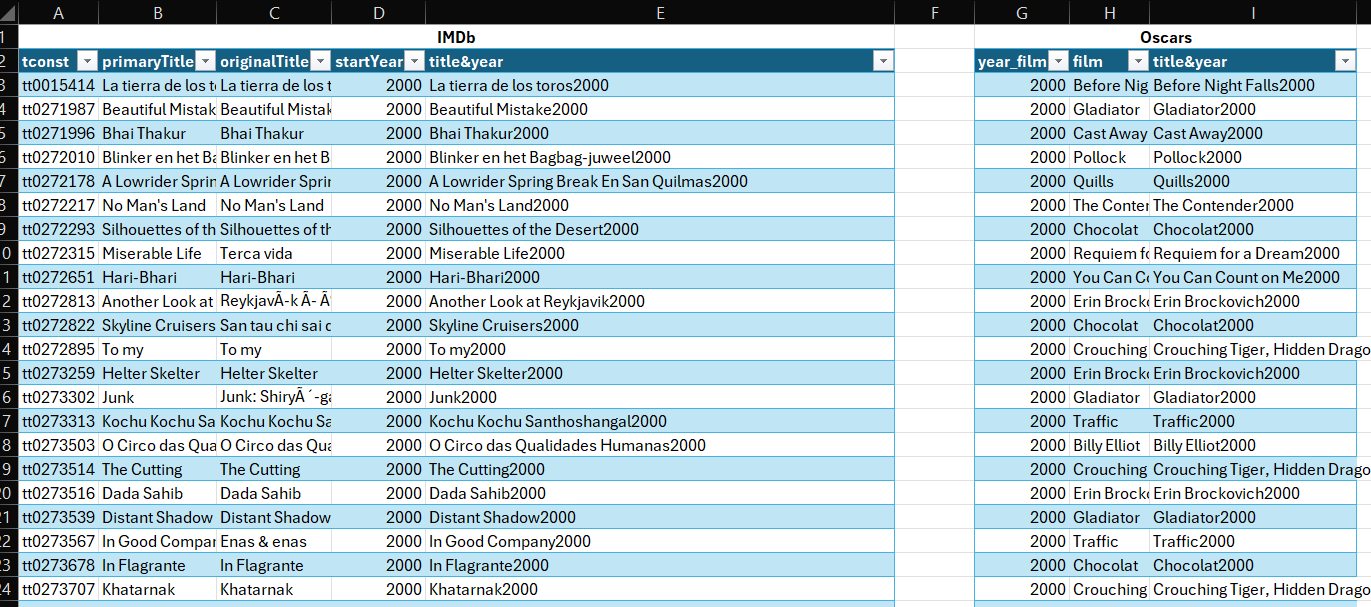 A B C D E F G H I
1 IMDb Oscars
2 tconst primaryTitle originalTitle startYear title&year year_film film title&year
3 tt0015414 La tierra de los t La tierra de los t 2000 La tierra de los toros2000 2000 Before Nig Before Night Falls2000
4 tt0271987 Beautiful Mistak Beautiful Mistak 2000 Beautiful Mistake2000 2000 Gladiator Gladiator2000
5 tt0271996 Bhai Thakur Bhai Thakur 2000 Bhai Thakur2000 2000 Cast Away Cast Away2000
6 tt0272010 Blinker en het Ba Blinker en het B 2000 Blinker en het Bagbag-juweel2000 2000 Pollock Pollock2000
7 tt0272178 A Lowrider Sprin A Lowrider Sprin 2000 A Lowrider Spring Break En San Quilmas2000 2000 Quills Quills2000
8 tt0272217 No Man's Land No Man's Land 2000 No Man's Land2000 2000 The Conter The Contender2000
9 tt0272293 Silhouettes of th Silhouettes of th 2000 Silhouettes of the Desert2000 2000 Chocolat Chocolat2000
0 tt0272315 Miserable Life Terca vida 2000 Miserable Life2000 2000 Requiem fo Requiem for a Dream2000
1 tt0272651 Hari-Bhari Hari-Bhari 2000 Hari-Bhari2000 2000 You Can Co You Can Count on Me2000
2 tt0272813 Another Look at ReykjavÃ-k Ã- Ã 2000 Another Look at Reykjavik2000 2000 Erin Brock Erin Brockovich2000
3 tt0272822 Skyline Cruisers San tau chi sai d 2000 Skyline Cruisers2000 2000 Chocolat Chocolat2000
4 tt0272895 To my To my 2000 To my2000 2000 Crouching Crouching Tiger, Hidden Drago
5 tt0273259 Helter Skelter Helter Skelter 2000 Helter Skelter2000 2000 Erin Brock Erin Brockovich2000
6 tt0273302 Junk Junk: ShiryÃ´-ga 2000 Junk2000 2000 Gladiator Gladiator2000
7 tt0273313 Kochu Kochu Sa Kochu Kochu Sa 2000 Kochu Kochu Santhoshangal2000 2000 Traffic Traffic2000
8 tt0273503 O Circo das Qua O Circo das Qua 2000 O Circo das Qualidades Humanas2000 2000 Billy Elliot Billy Elliot2000
9 tt0273514 The Cutting The Cutting 2000 The Cutting2000 2000 Crouching Crouching Tiger, Hidden Drago
20 tt0273516 Dada Sahib Dada Sahib 2000 Dada Sahib2000 2000 Erin Brock Erin Brockovich2000
21 tt0273539 Distant Shadow Distant Shadow 2000 Distant Shadow2000 2000 Gladiator Gladiator2000
22 tt0273567 In Good Compar Enas & enas 2000 In Good Company2000 2000 Traffic Traffic2000
23 tt0273678 In Flagrante In Flagrante 2000 In Flagrante2000 2000 Chocolat Chocolat2000
24 tt0273707 Khatarnak Khatarnak 2000 Khatarnak2000 2000 Crouching Crouching Tiger, Hidden Drago